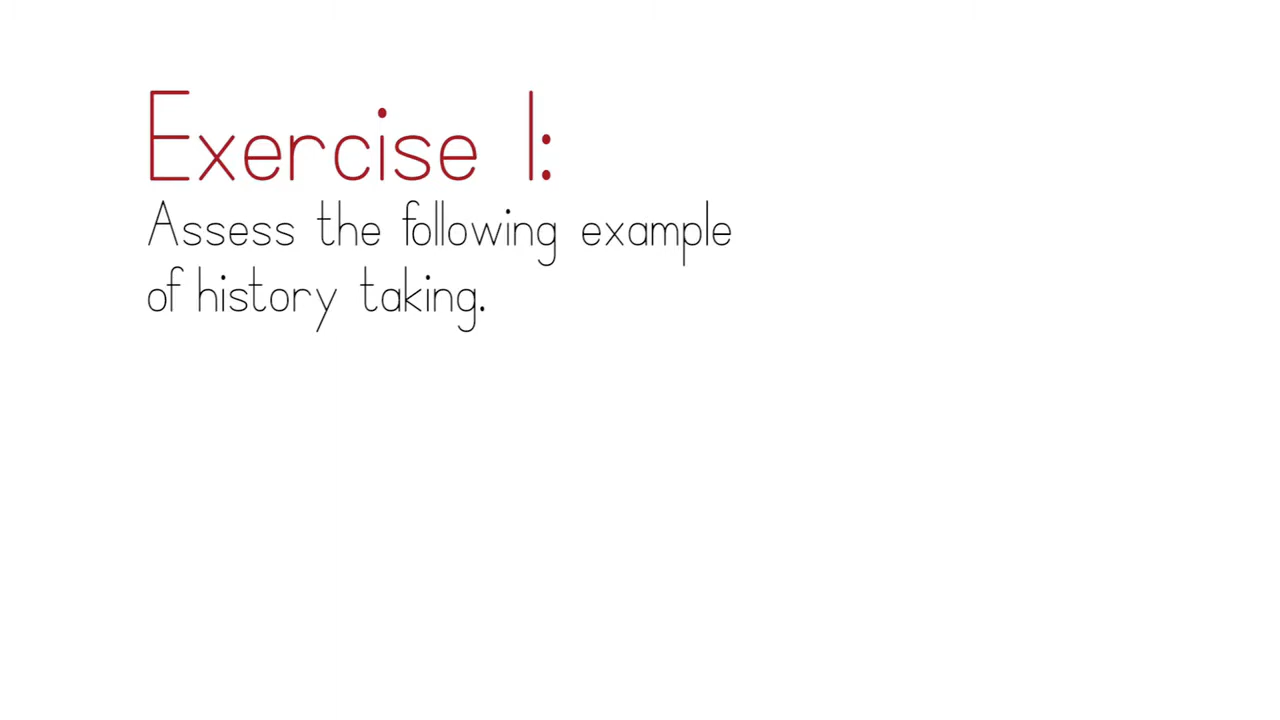 Exercise 1:
Assess the following example
of history taking.